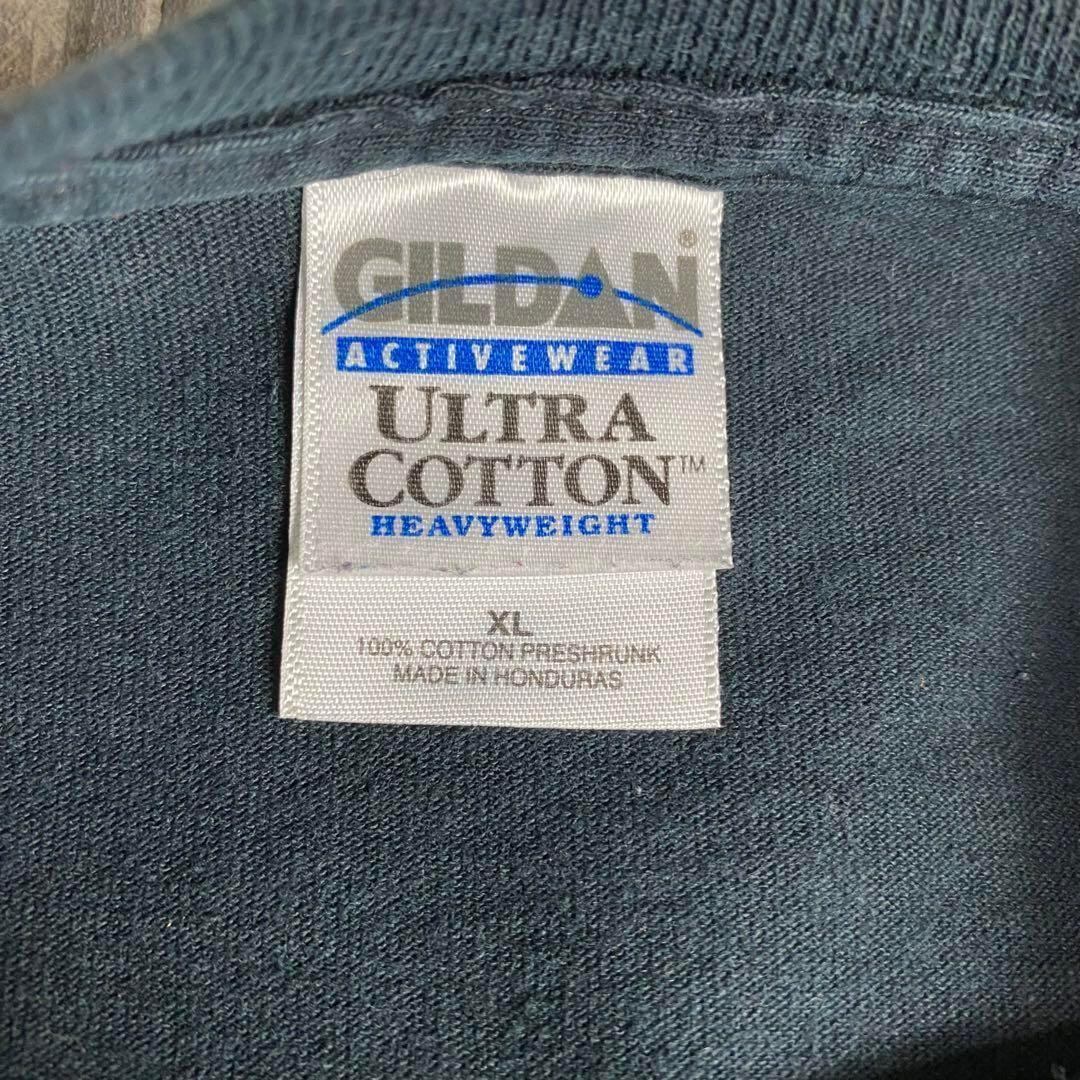 GILDAN®
ACTIVEWEAR
ULTRA
COTTON™
HEAVYWEIGHT
XL
100% COTTON PRESHRUNK
MADE IN HONDURAS